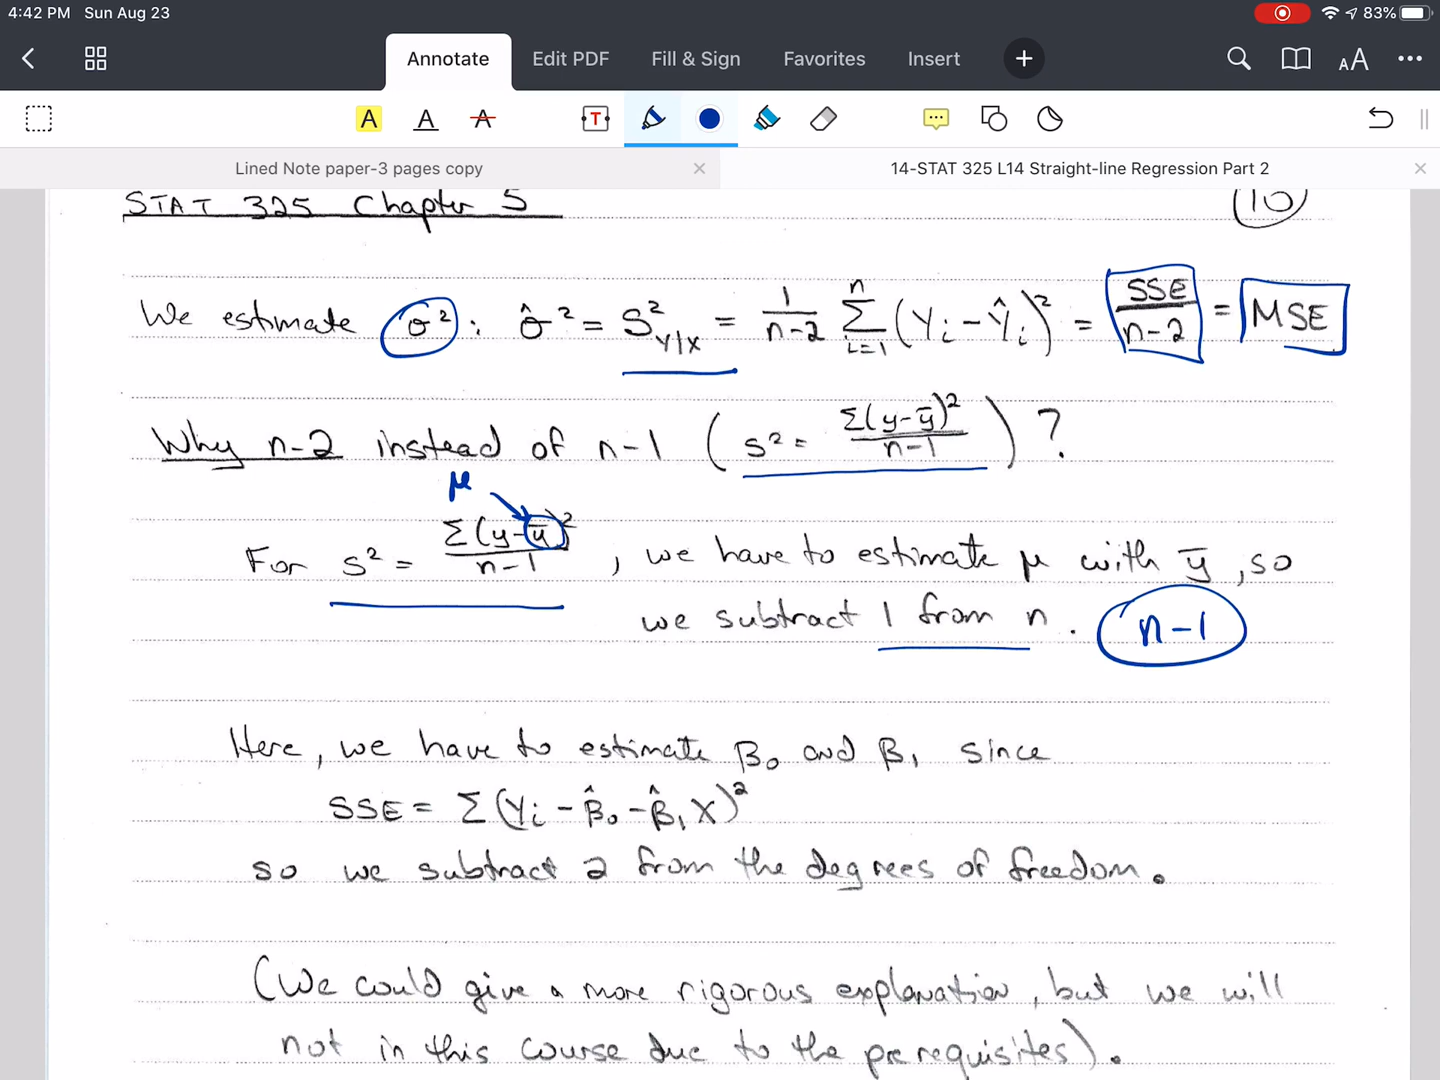 4:42 PM Sun Aug 23 83%
Annotate Edit PDF Fill & Sign Favorites Insert
A A A T AA
Lined Note paper-3 pages copy 14-STAT 325 L14 Straight-line Regression Part 2
STAT 325 Chapter 5 10
We estimate σ²: σ̂² = S²_Y|X = 1/(n-2) Σ_{i=1}^{n} (Yi - Ŷi)² = SSE/(n-2) = MSE
Why n-2 instead of n-1 ( s² = Σ(y-ȳ)²/(n-1) ) ?
μ
For s² = Σ(y-ȳ)²/(n-1) , we have to estimate μ with ȳ, so
we subtract 1 from n. n-1
Here, we have to estimate β₀ and β₁ since
SSE = Σ(Yi - β̂₀ - β̂₁X)²
so we subtract 2 from the degrees of freedom.
(We could give a more rigorous explanation, but we will
not in this course due to the prerequisites).